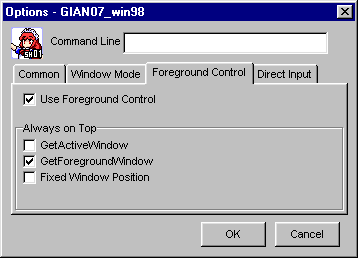 Options - GIAN07_win98
Command Line
SH01
Common Window Mode Foreground Control Direct Input
Use Foreground Control
Always on Top
GetActiveWindow
GetForegroundWindow
Fixed Window Position
OK Cancel